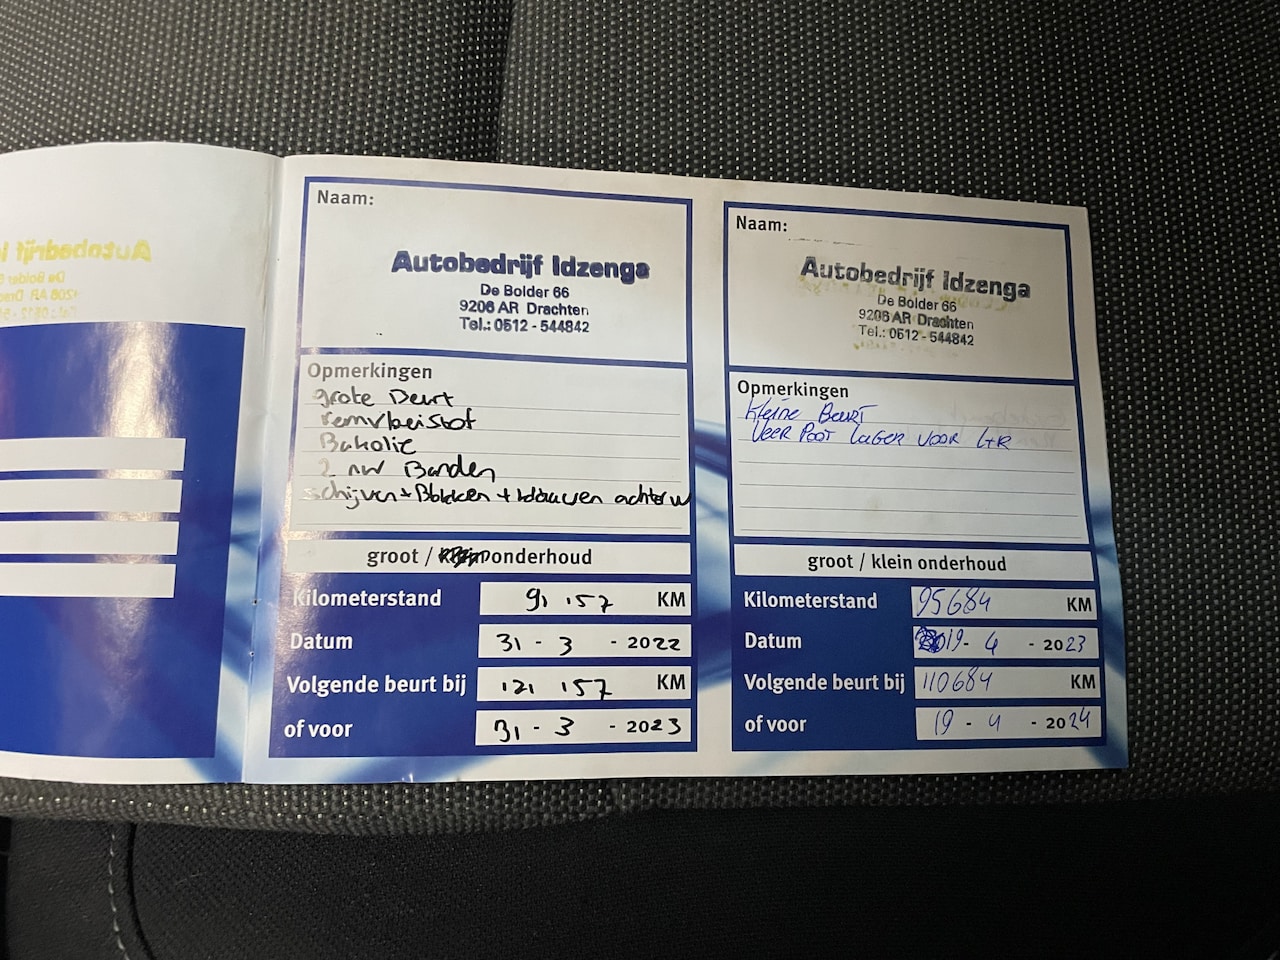 Naam:
Autobedrijf Idzenga
De Bolder 66
9206 AR Drachten
Tel.: 0512 - 544842
Opmerkingen
grote Beurt
remvloeistof
Bakolie
2 nw Banden
schijven + Blokken + klauwen achter
groot / onderhoud
Kilometerstand 91.157 KM
Datum 31 - 3 - 2022
Volgende beurt bij 121 157 KM
of voor 31 - 3 - 2023
Naam:
Autobedrijf Idzenga
De Bolder 66
9206 AR Drachten
Tel.: 0512 - 544842
Opmerkingen
Kleine Beurt
Veer Poot Lager voor L+R
groot / klein onderhoud
Kilometerstand 95684 KM
Datum 19 - 4 - 2023
Volgende beurt bij 110684 KM
of voor 19 - 4 - 2024